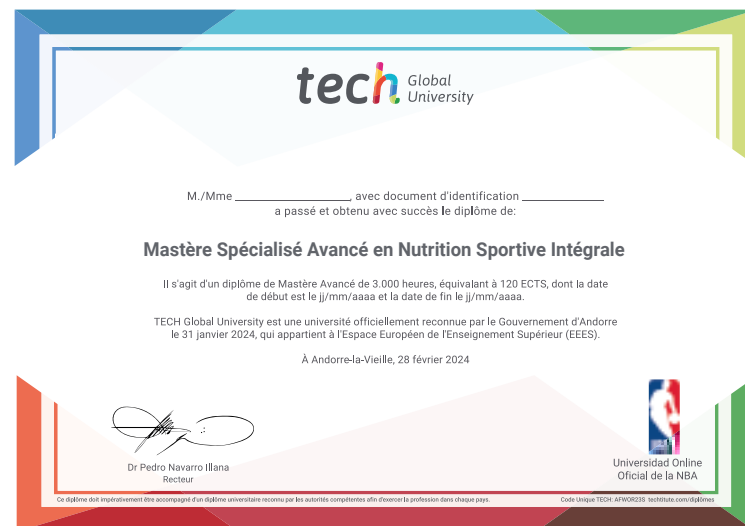 tech Global University
M./Mme ____________________, avec document d'identification ______________
a passé et obtenu avec succès le diplôme de:
Mastère Spécialisé Avancé en Nutrition Sportive Intégrale
Il s'agit d'un diplôme de Mastère Avancé de 3.000 heures, équivalant à 120 ECTS, dont la date
de début est le jj/mm/aaaa et la date de fin le jj/mm/aaaa.
TECH Global University est une université officiellement reconnue par le Gouvernement d'Andorre
le 31 janvier 2024, qui appartient à l'Espace Européen de l'Enseignement Supérieur (EEES).
À Andorre-la-Vieille, 28 février 2024
Dr Pedro Navarro Illana
Recteur
Universidad Online
Oficial de la NBA
Ce diplôme doit impérativement être accompagné d'un diplôme universitaire reconnu par les autorités compétentes afin d'exercer la profession dans chaque pays.
Code Unique TECH: AFWOR23S techtitute.com/diplômes